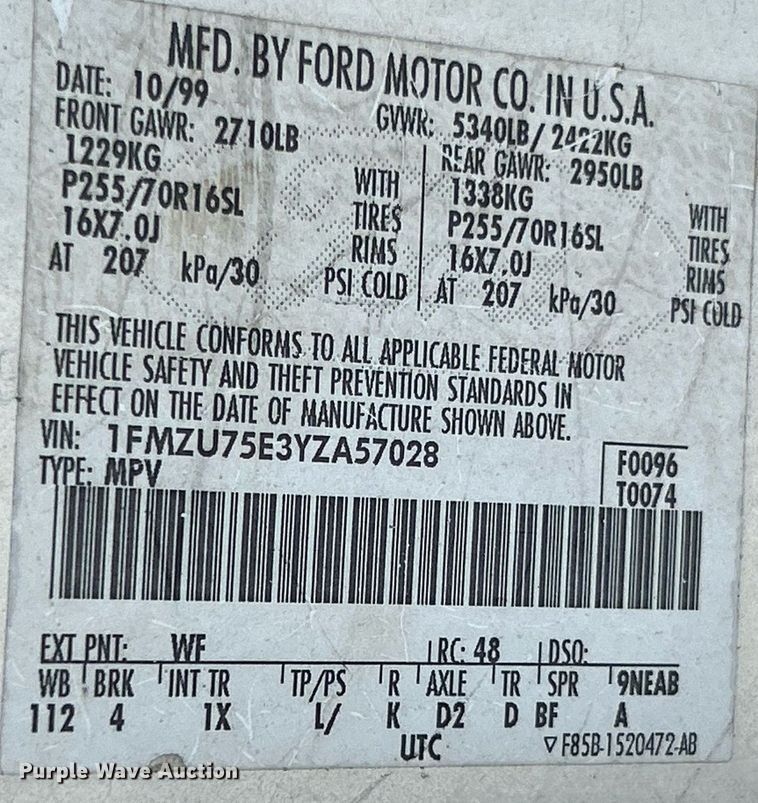 MFD. BY FORD MOTOR CO. IN U.S.A.
DATE: 10/99 GVWR: 5340LB/ 2422KG
FRONT GAWR: 2710LB REAR GAWR: 2950LB
1229KG WITH 1338KG WITH
P255/70R16SL TIRES P255/70R16SL TIRES
16X7.0J RIMS 16X7.0J RIMS
AT 207 kPa/30 PSI COLD AT 207 kPa/30 PSI COLD
THIS VEHICLE CONFORMS TO ALL APPLICABLE FEDERAL MOTOR
VEHICLE SAFETY AND THEFT PREVENTION STANDARDS IN
EFFECT ON THE DATE OF MANUFACTURE SHOWN ABOVE.
VIN: 1FMZU75E3YZA57028 F0096
TYPE: MPV T0074
EXT PNT: WF RC: 48 DSO:
WB BRK INT TR TP/PS R AXLE TR SPR 9NEAB
112 4 1X L/ K D2 D BF A
UTC ▽ F85B-1520472-AB
Purple Wave Auction